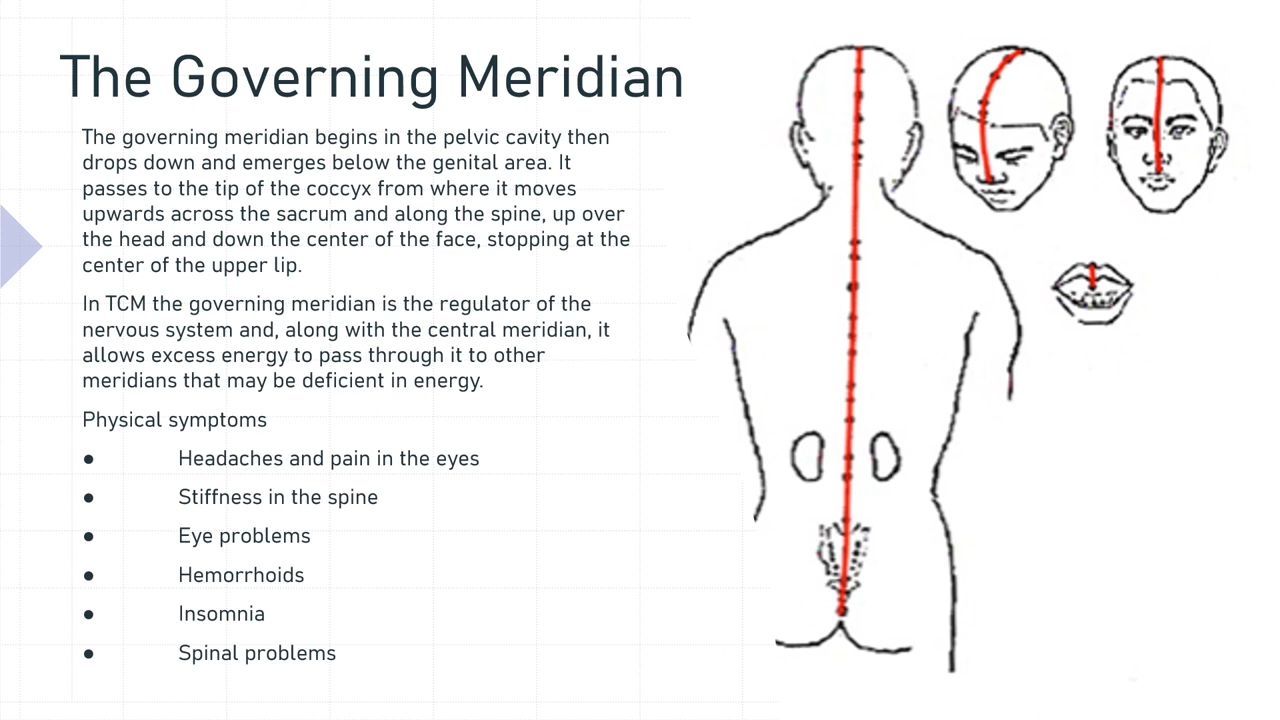 The Governing Meridian
The governing meridian begins in the pelvic cavity then
drops down and emerges below the genital area. It
passes to the tip of the coccyx from where it moves
upwards across the sacrum and along the spine, up over
the head and down the center of the face, stopping at the
center of the upper lip.
In TCM the governing meridian is the regulator of the
nervous system and, along with the central meridian, it
allows excess energy to pass through it to other
meridians that may be deficient in energy.
Physical symptoms
● Headaches and pain in the eyes
● Stiffness in the spine
● Eye problems
● Hemorrhoids
● Insomnia
● Spinal problems